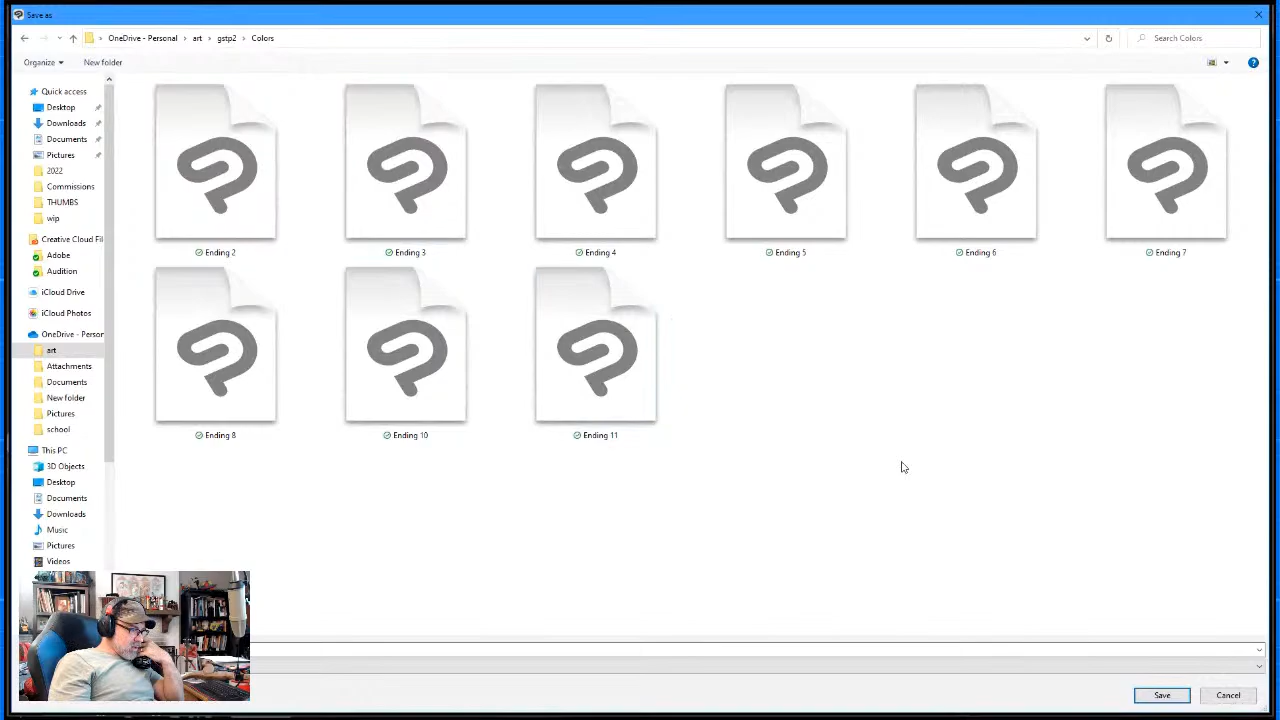 Save as
OneDrive - Personal > art > gstp2 > Colors
Search Colors
Organize
New folder
Quick access
Desktop
Downloads
Documents
Pictures
2022
Commissions
THUMBS
wip
Creative Cloud Fil
Adobe
Audition
iCloud Drive
iCloud Photos
OneDrive - Person
art
Attachments
Documents
New folder
Pictures
school
This PC
3D Objects
Desktop
Documents
Downloads
Music
Pictures
Videos
Ending 2
Ending 3
Ending 4
Ending 5
Ending 6
Ending 7
Ending 8
Ending 10
Ending 11
Save
Cancel